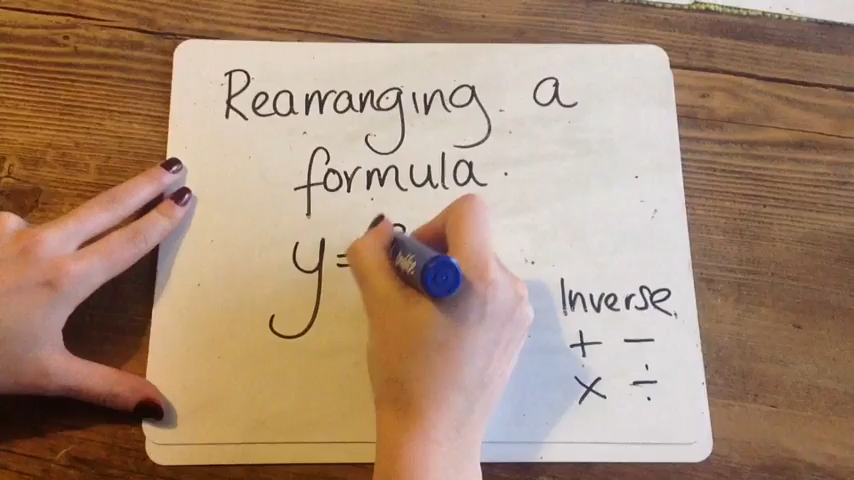 Rearranging a
formula
y=
Inverse
+ −
× ÷